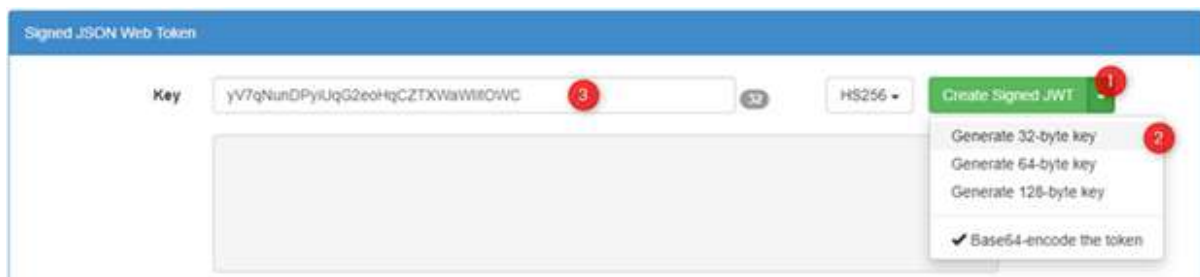 Signed JSON Web Token
Key
3
32
HS256
Create Signed JWT
1
Generate 32-byte key
2
Generate 64-byte key
Generate 128-byte key
Base64-encode the token